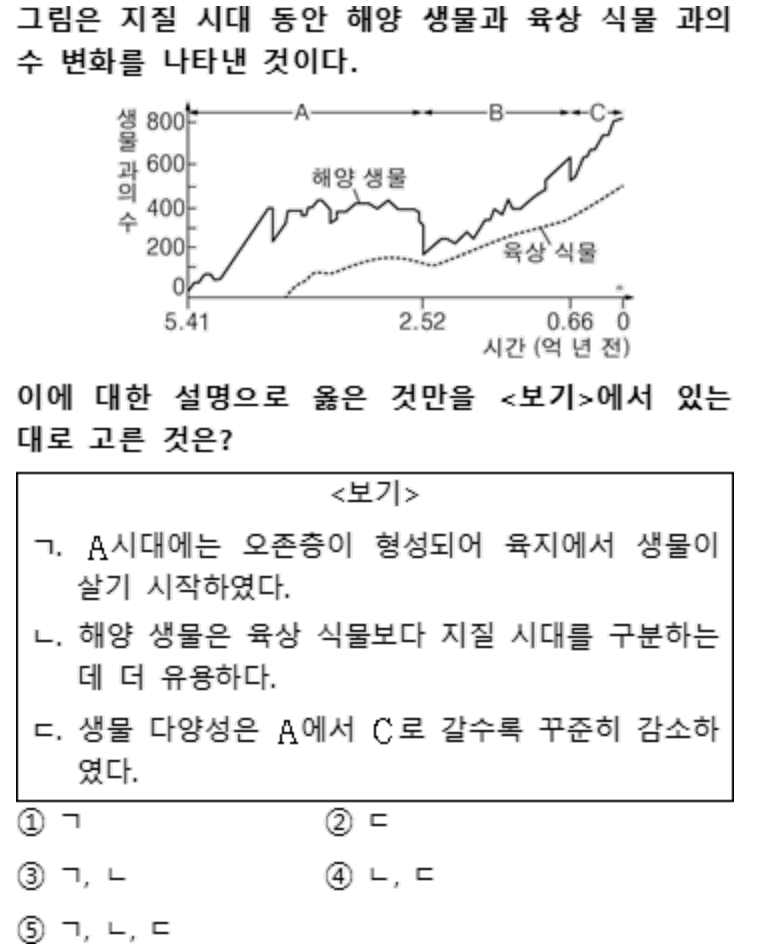 그림은 지질 시대 동안 해양 생물과 육상 식물 과의
수 변화를 나타낸 것이다.
생물 과의 수
800
600
400
200
0
A
B
C
해양 생물
육상 식물
5.41
2.52
0.66
0
시간 (억 년 전)
이에 대한 설명으로 옳은 것만을 <보기>에서 있는
대로 고른 것은?
<보기>
ㄱ. A시대에는 오존층이 형성되어 육지에서 생물이
살기 시작하였다.
ㄴ. 해양 생물은 육상 식물보다 지질 시대를 구분하는
데 더 유용하다.
ㄷ. 생물 다양성은 A에서 C로 갈수록 꾸준히 감소하
였다.
① ㄱ ② ㄷ
③ ㄱ, ㄴ ④ ㄴ, ㄷ
⑤ ㄱ, ㄴ, ㄷ